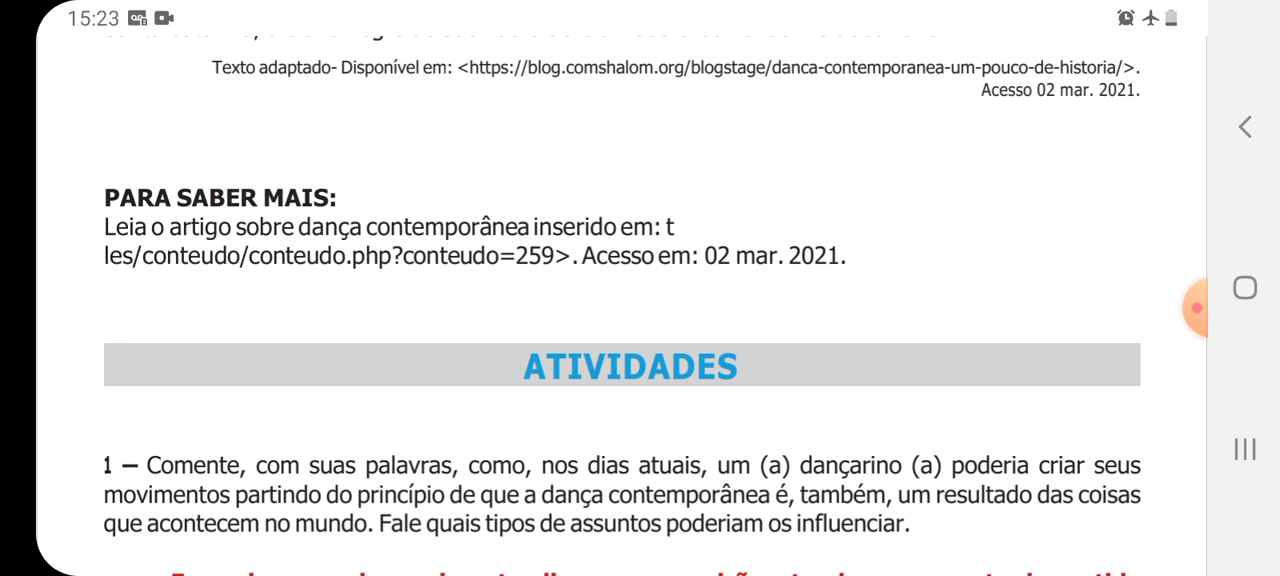 15:23
Texto adaptado- Disponível em: <https://blog.comshalom.org/blogstage/danca-contemporanea-um-pouco-de-historia/>.
Acesso 02 mar. 2021.
PARA SABER MAIS:
Leia o artigo sobre dança contemporânea inserido em: t
les/conteudo/conteudo.php?conteudo=259>. Acesso em: 02 mar. 2021.
ATIVIDADES
1 – Comente, com suas palavras, como, nos dias atuais, um (a) dançarino (a) poderia criar seus
movimentos partindo do princípio de que a dança contemporânea é, também, um resultado das coisas
que acontecem no mundo. Fale quais tipos de assuntos poderiam os influenciar.